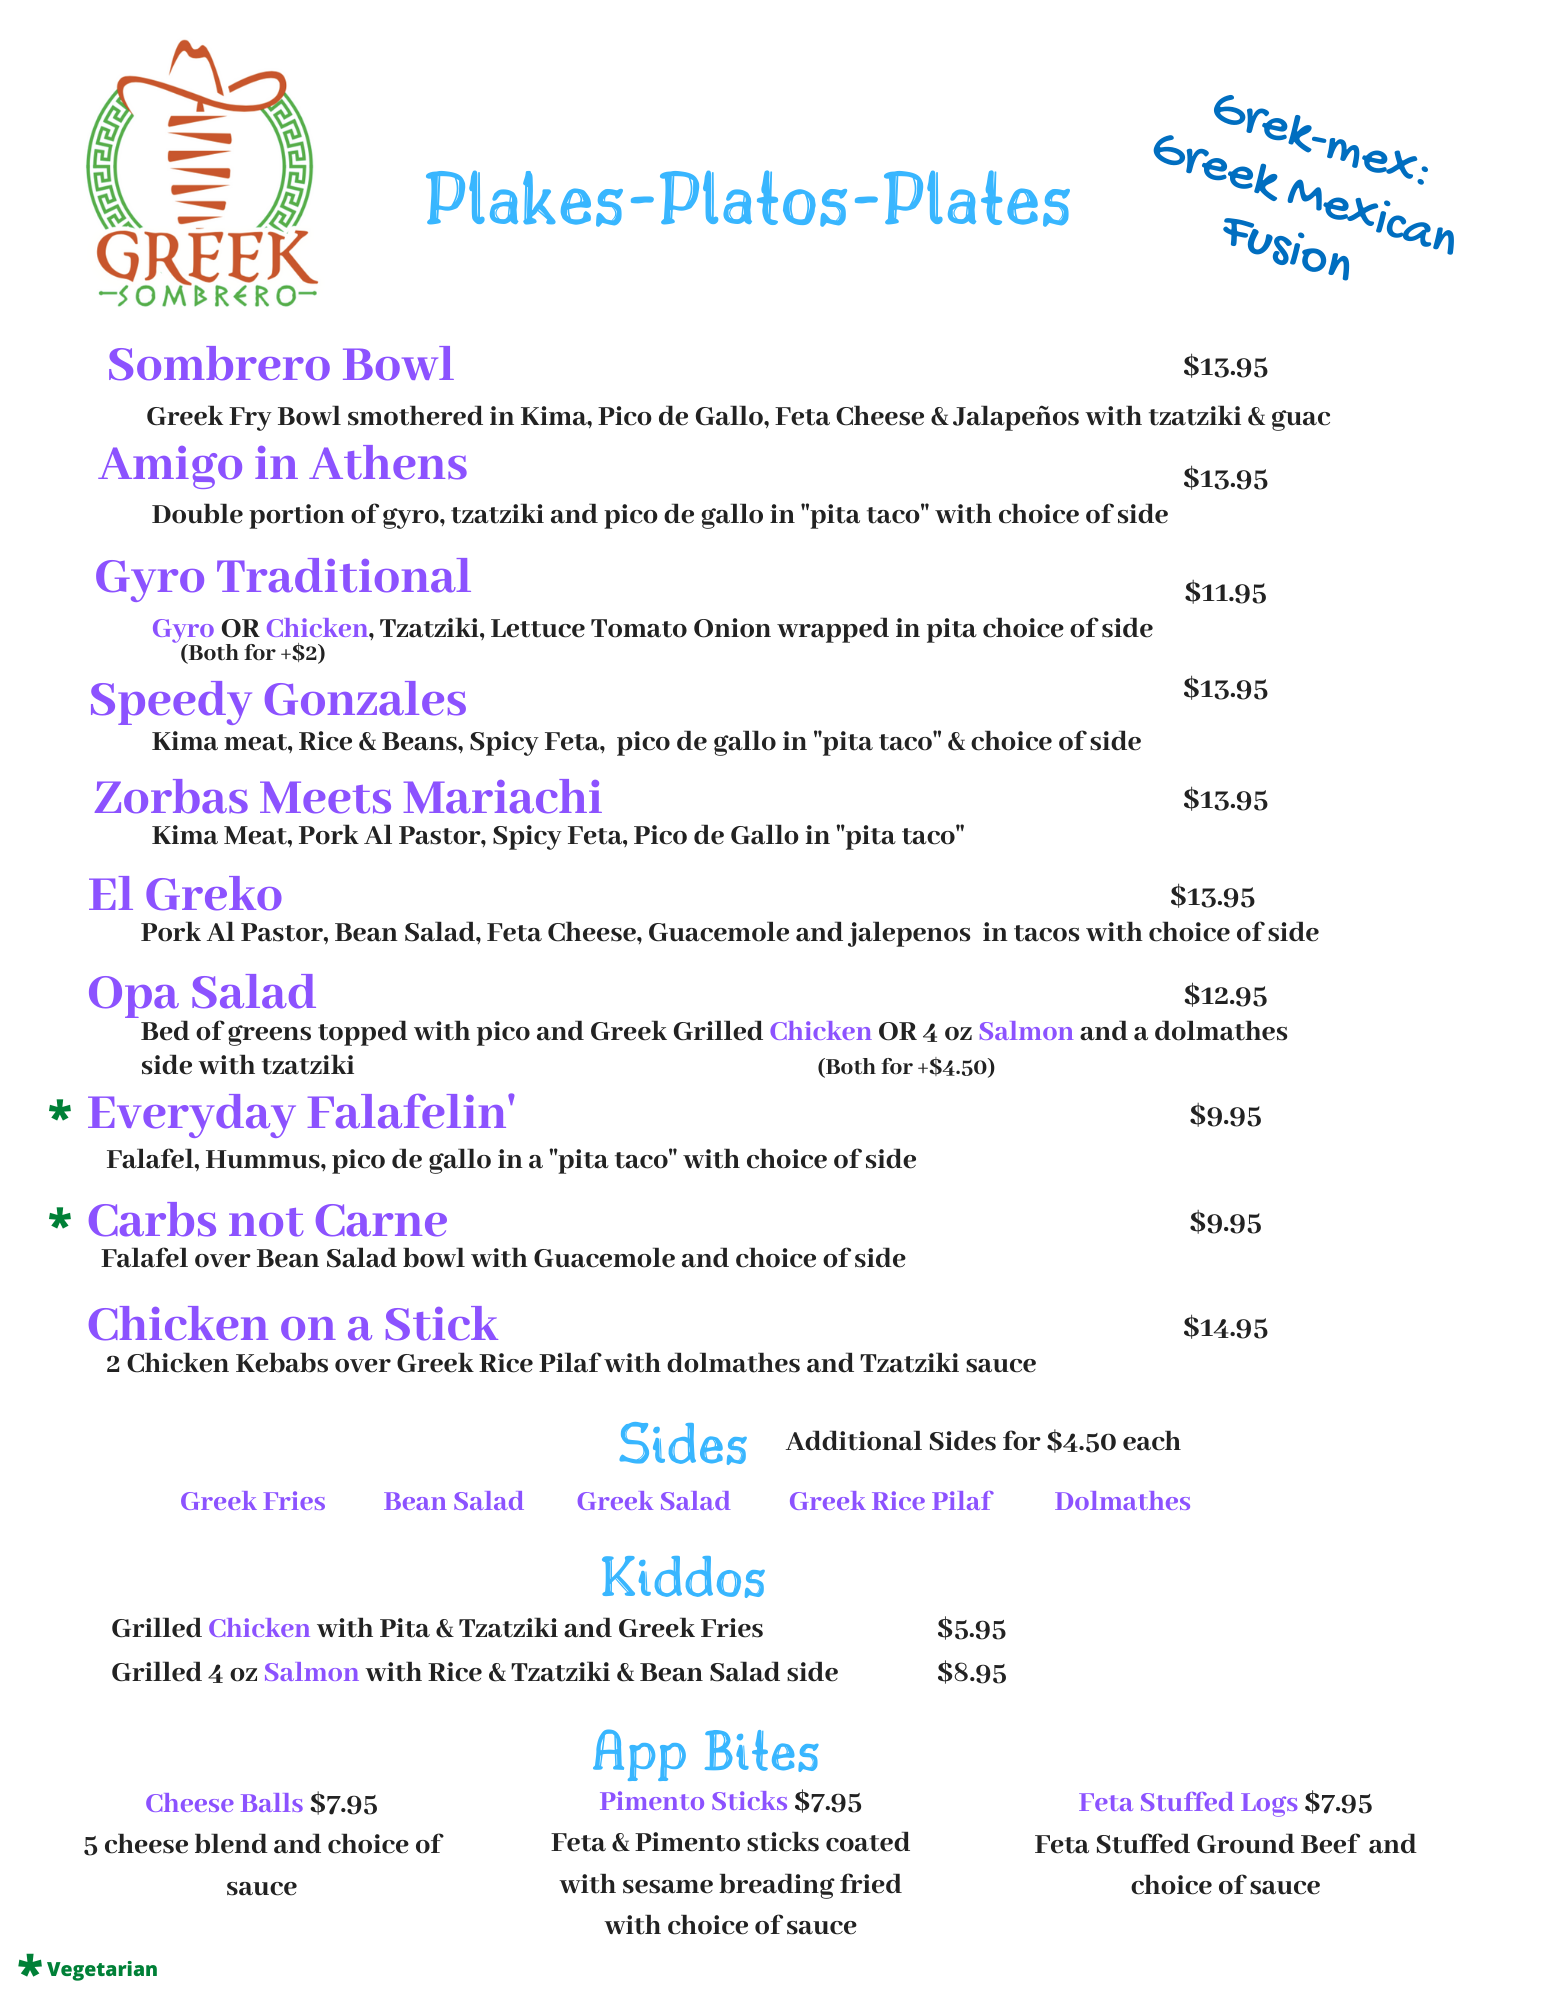 GREEK
SOMBRERO
Plakes-Platos-Plates
Grek-mex:
Greek Mexican
Fusion
Sombrero Bowl $13.95
Greek Fry Bowl smothered in Kima, Pico de Gallo, Feta Cheese & Jalapeños with tzatziki & guac
Amigo in Athens $13.95
Double portion of gyro, tzatziki and pico de gallo in "pita taco" with choice of side
Gyro Traditional $11.95
Gyro OR Chicken, Tzatziki, Lettuce Tomato Onion wrapped in pita choice of side
(Both for +$2)
Speedy Gonzales $13.95
Kima meat, Rice & Beans, Spicy Feta, pico de gallo in "pita taco" & choice of side
Zorbas Meets Mariachi $13.95
Kima Meat, Pork Al Pastor, Spicy Feta, Pico de Gallo in "pita taco"
El Greko $13.95
Pork Al Pastor, Bean Salad, Feta Cheese, Guacemole and jalepenos in tacos with choice of side
Opa Salad $12.95
Bed of greens topped with pico and Greek Grilled Chicken OR 4 oz Salmon and a dolmathes
side with tzatziki (Both for +$4.50)
* Everyday Falafelin' $9.95
Falafel, Hummus, pico de gallo in a "pita taco" with choice of side
* Carbs not Carne $9.95
Falafel over Bean Salad bowl with Guacemole and choice of side
Chicken on a Stick $14.95
2 Chicken Kebabs over Greek Rice Pilaf with dolmathes and Tzatziki sauce
Sides Additional Sides for $4.50 each
Greek Fries Bean Salad Greek Salad Greek Rice Pilaf Dolmathes
Kiddos
Grilled Chicken with Pita & Tzatziki and Greek Fries $5.95
Grilled 4 oz Salmon with Rice & Tzatziki & Bean Salad side $8.95
App Bites
Cheese Balls $7.95
5 cheese blend and choice of
sauce
Pimento Sticks $7.95
Feta & Pimento sticks coated
with sesame breading fried
with choice of sauce
Feta Stuffed Logs $7.95
Feta Stuffed Ground Beef and
choice of sauce
* Vegetarian